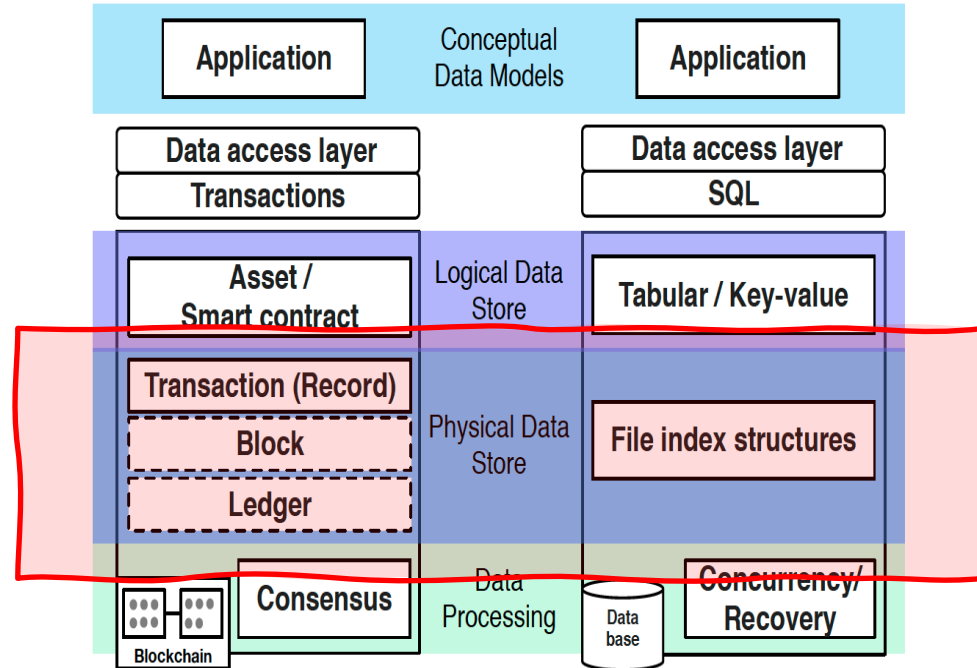 Application
Conceptual
Data Models
Application
Data access layer
Transactions
Data access layer
SQL
Asset /
Smart contract
Logical Data
Store
Tabular / Key-value
Transaction (Record)
Block
Ledger
Physical Data
Store
File index structures
Consensus
Blockchain
Data
Processing
Data
base
Concurrency/
Recovery